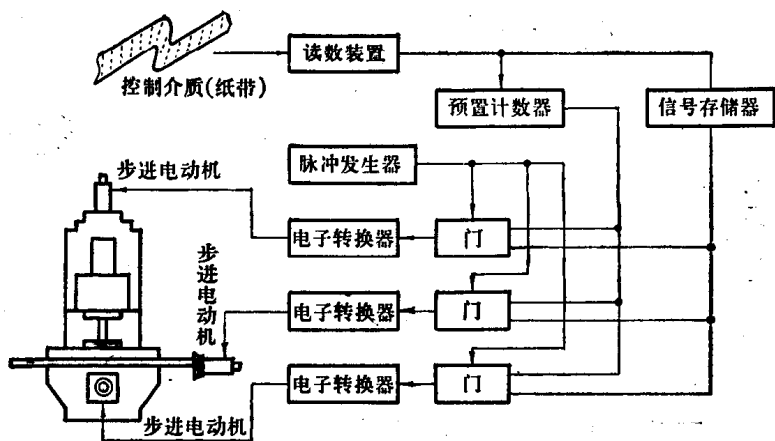 读数装置
控制介质(纸带)
预置计数器
信号存储器
脉冲发生器
步进电动机
电子转换器
门
步进电动机
电子转换器
门
电子转换器
门
步进电动机